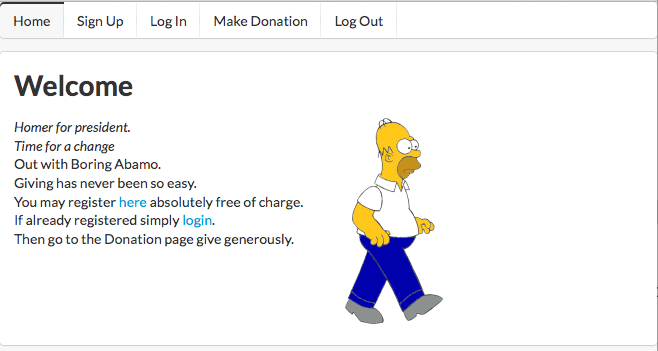 Home Sign Up Log In Make Donation Log Out
Welcome
Homer for president.
Time for a change
Out with Boring Abamo.
Giving has never been so easy.
You may register here absolutely free of charge.
If already registered simply login.
Then go to the Donation page give generously.